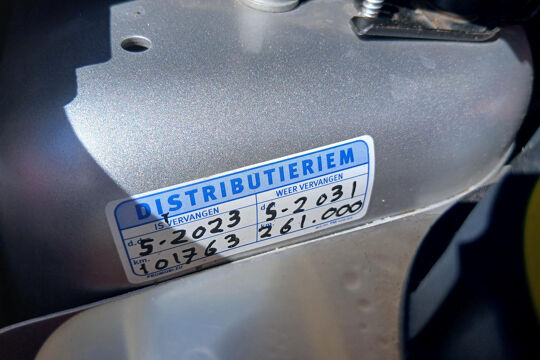 DISTRIBUTIERIEM
IS VERVANGEN WEER VERVANGEN
d.d. 5-2023 d. 5-2031
km. 101763 km. 261.000